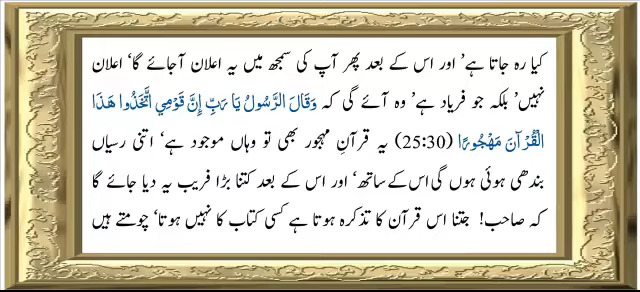 کیا رہ جاتا ہے’ اور اس کے بعد پھر آپ کی سمجھ میں یہ اعلان آجائے گا‘ اعلان
نہیں’ بلکہ جو فریاد ہے’ وہ آئے گی کہ وَقَالَ الرَّسُولُ يَا رَبِّ إِنَّ قَوْمِي اتَّخَذُوا هَذَا
الْقُرْآنَ مَهْجُورًا (25:30) یہ قرآنِ مہجور بھی تو وہاں موجود ہے‘ اتنی رسیاں
بندھی ہوئی ہوں گی اس کے ساتھ‘ اور اس کے بعد کتنا بڑا فریب یہ دیا جائے گا
کہ صاحب! جتنا اس قرآن کا تذکرہ ہوتا ہے کسی کتاب کا نہیں ہوتا‘ چومتے ہیں